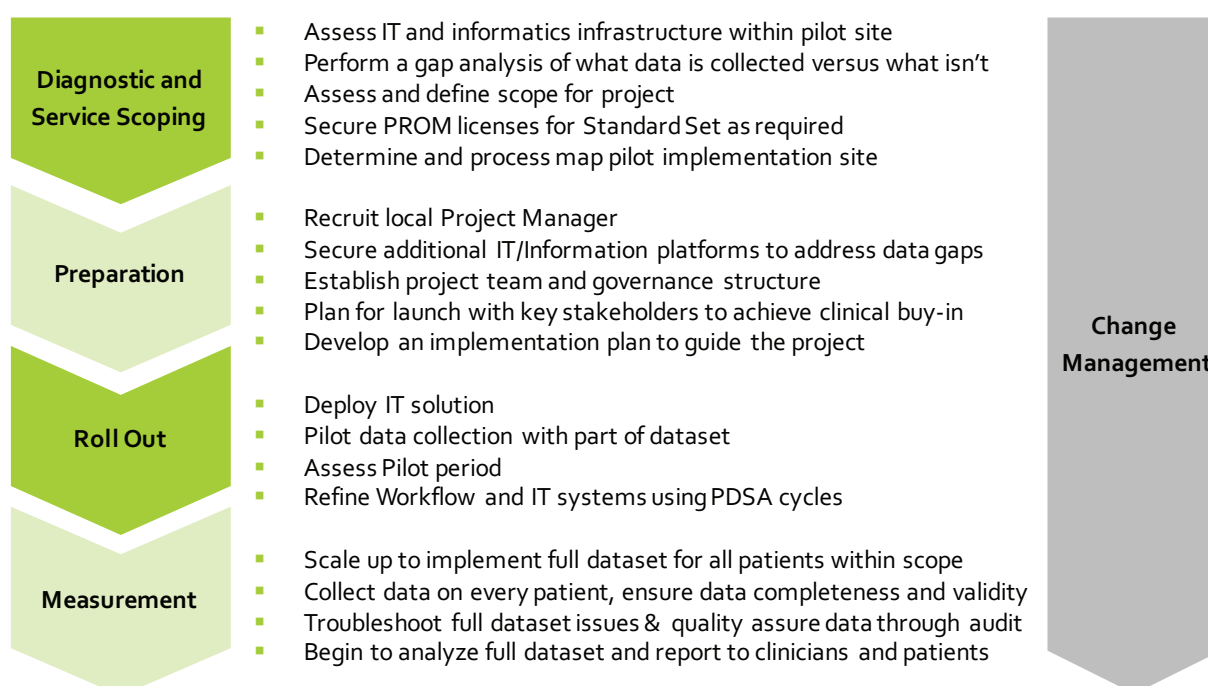 Diagnostic and
Service Scoping
Assess IT and informatics infrastructure within pilot site
Perform a gap analysis of what data is collected versus what isn’t
Assess and define scope for project
Secure PROM licenses for Standard Set as required
Determine and process map pilot implementation site
Preparation
Recruit local Project Manager
Secure additional IT/Information platforms to address data gaps
Establish project team and governance structure
Plan for launch with key stakeholders to achieve clinical buy-in
Develop an implementation plan to guide the project
Roll Out
Deploy IT solution
Pilot data collection with part of dataset
Assess Pilot period
Refine Workflow and IT systems using PDSA cycles
Measurement
Scale up to implement full dataset for all patients within scope
Collect data on every patient, ensure data completeness and validity
Troubleshoot full dataset issues & quality assure data through audit
Begin to analyze full dataset and report to clinicians and patients
Change
Management